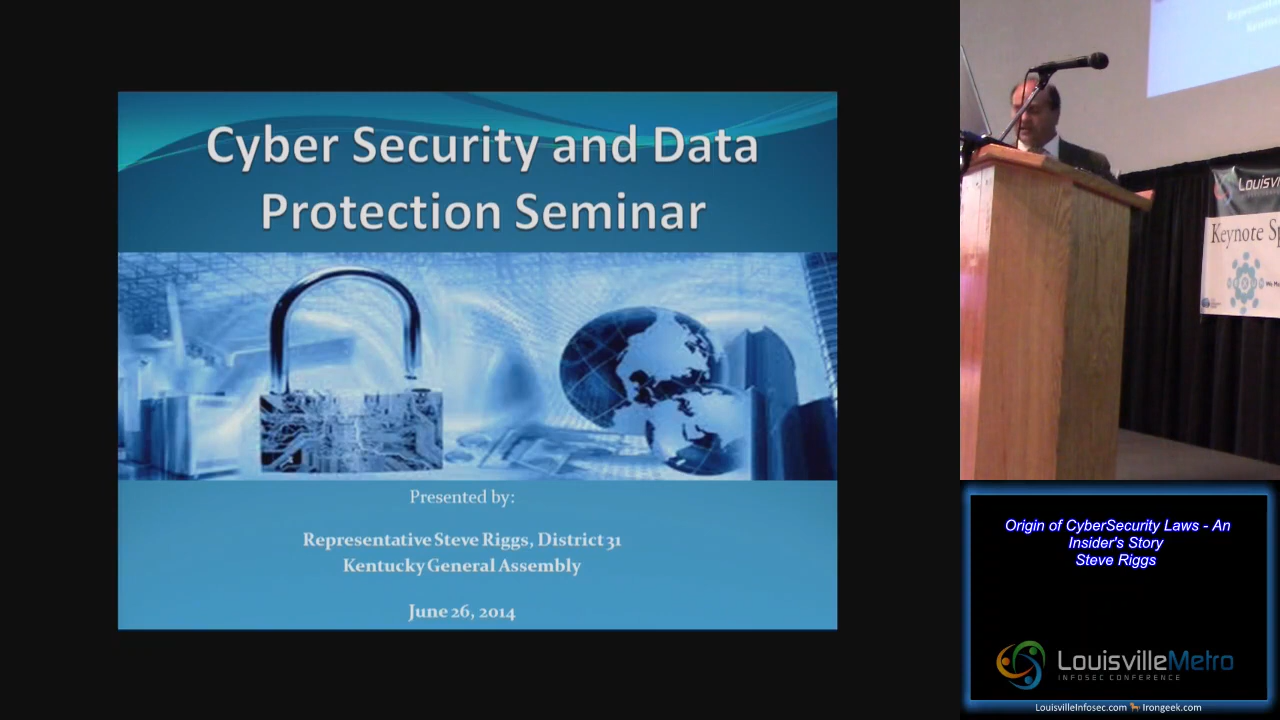 Cyber Security and Data
Protection Seminar
Presented by:
Representative Steve Riggs, District 31
Kentucky General Assembly
June 26, 2014
Keynote
Origin of CyberSecurity Laws - An
Insider's Story
Steve Riggs
LouisvilleMetro
INFOSEC CONFERENCE
LouisvilleInfosec.com Irongeek.com